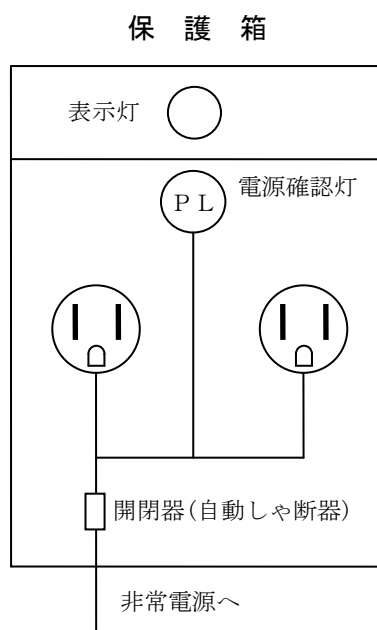 保 護 箱
表示灯
電源確認灯
ＰＬ
開閉器(自動しゃ断器)
非常電源へ